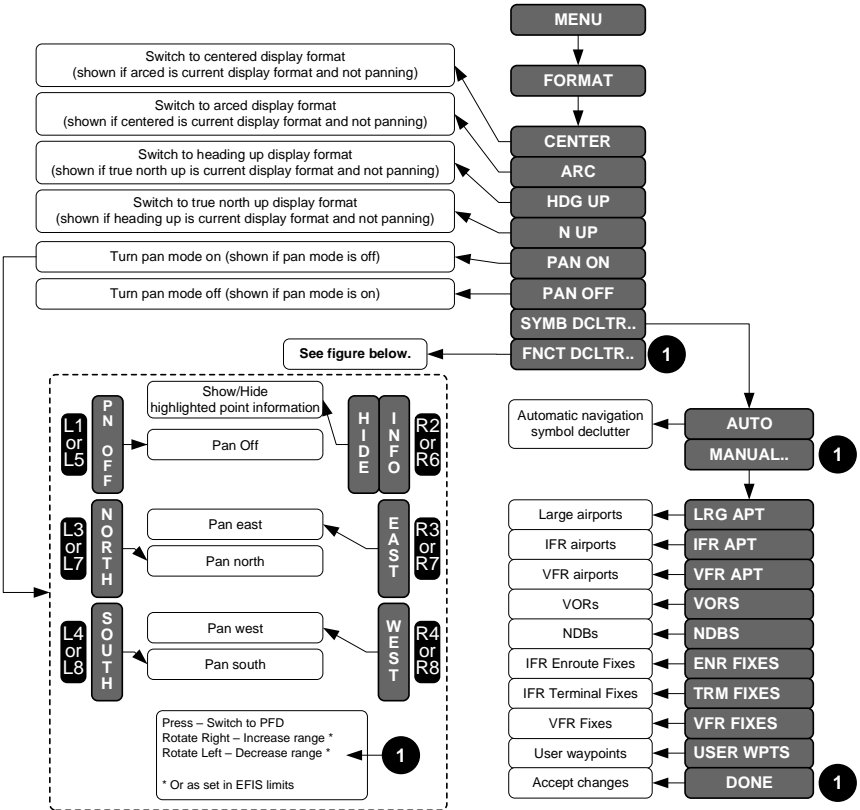 MENU
FORMAT
Switch to centered display format
(shown if arced is current display format and not panning)
CENTER
Switch to arced display format
(shown if centered is current display format and not panning)
ARC
Switch to heading up display format
(shown if true north up is current display format and not panning)
HDG UP
Switch to true north up display format
(shown if heading up is current display format and not panning)
N UP
Turn pan mode on (shown if pan mode is off)
PAN ON
Turn pan mode off (shown if pan mode is on)
PAN OFF
SYMB DCLTR..
See figure below.
FNCT DCLTR..
1
L1
or
L5
PN OFF
Show/Hide
highlighted point information
Pan Off
HIDE
INFO
R2
or
R6
L3
or
L7
NORTH
Pan east
Pan north
EAST
R3
or
R7
L4
or
L8
SOUTH
Pan west
Pan south
WEST
R4
or
R8
Press – Switch to PFD
Rotate Right – Increase range *
Rotate Left – Decrease range *
* Or as set in EFIS limits
1
Automatic navigation
symbol declutter
AUTO
MANUAL..
1
Large airports
LRG APT
IFR airports
IFR APT
VFR airports
VFR APT
VORs
VORS
NDBs
NDBS
IFR Enroute Fixes
ENR FIXES
IFR Terminal Fixes
TRM FIXES
VFR Fixes
VFR FIXES
User waypoints
USER WPTS
Accept changes
DONE
1